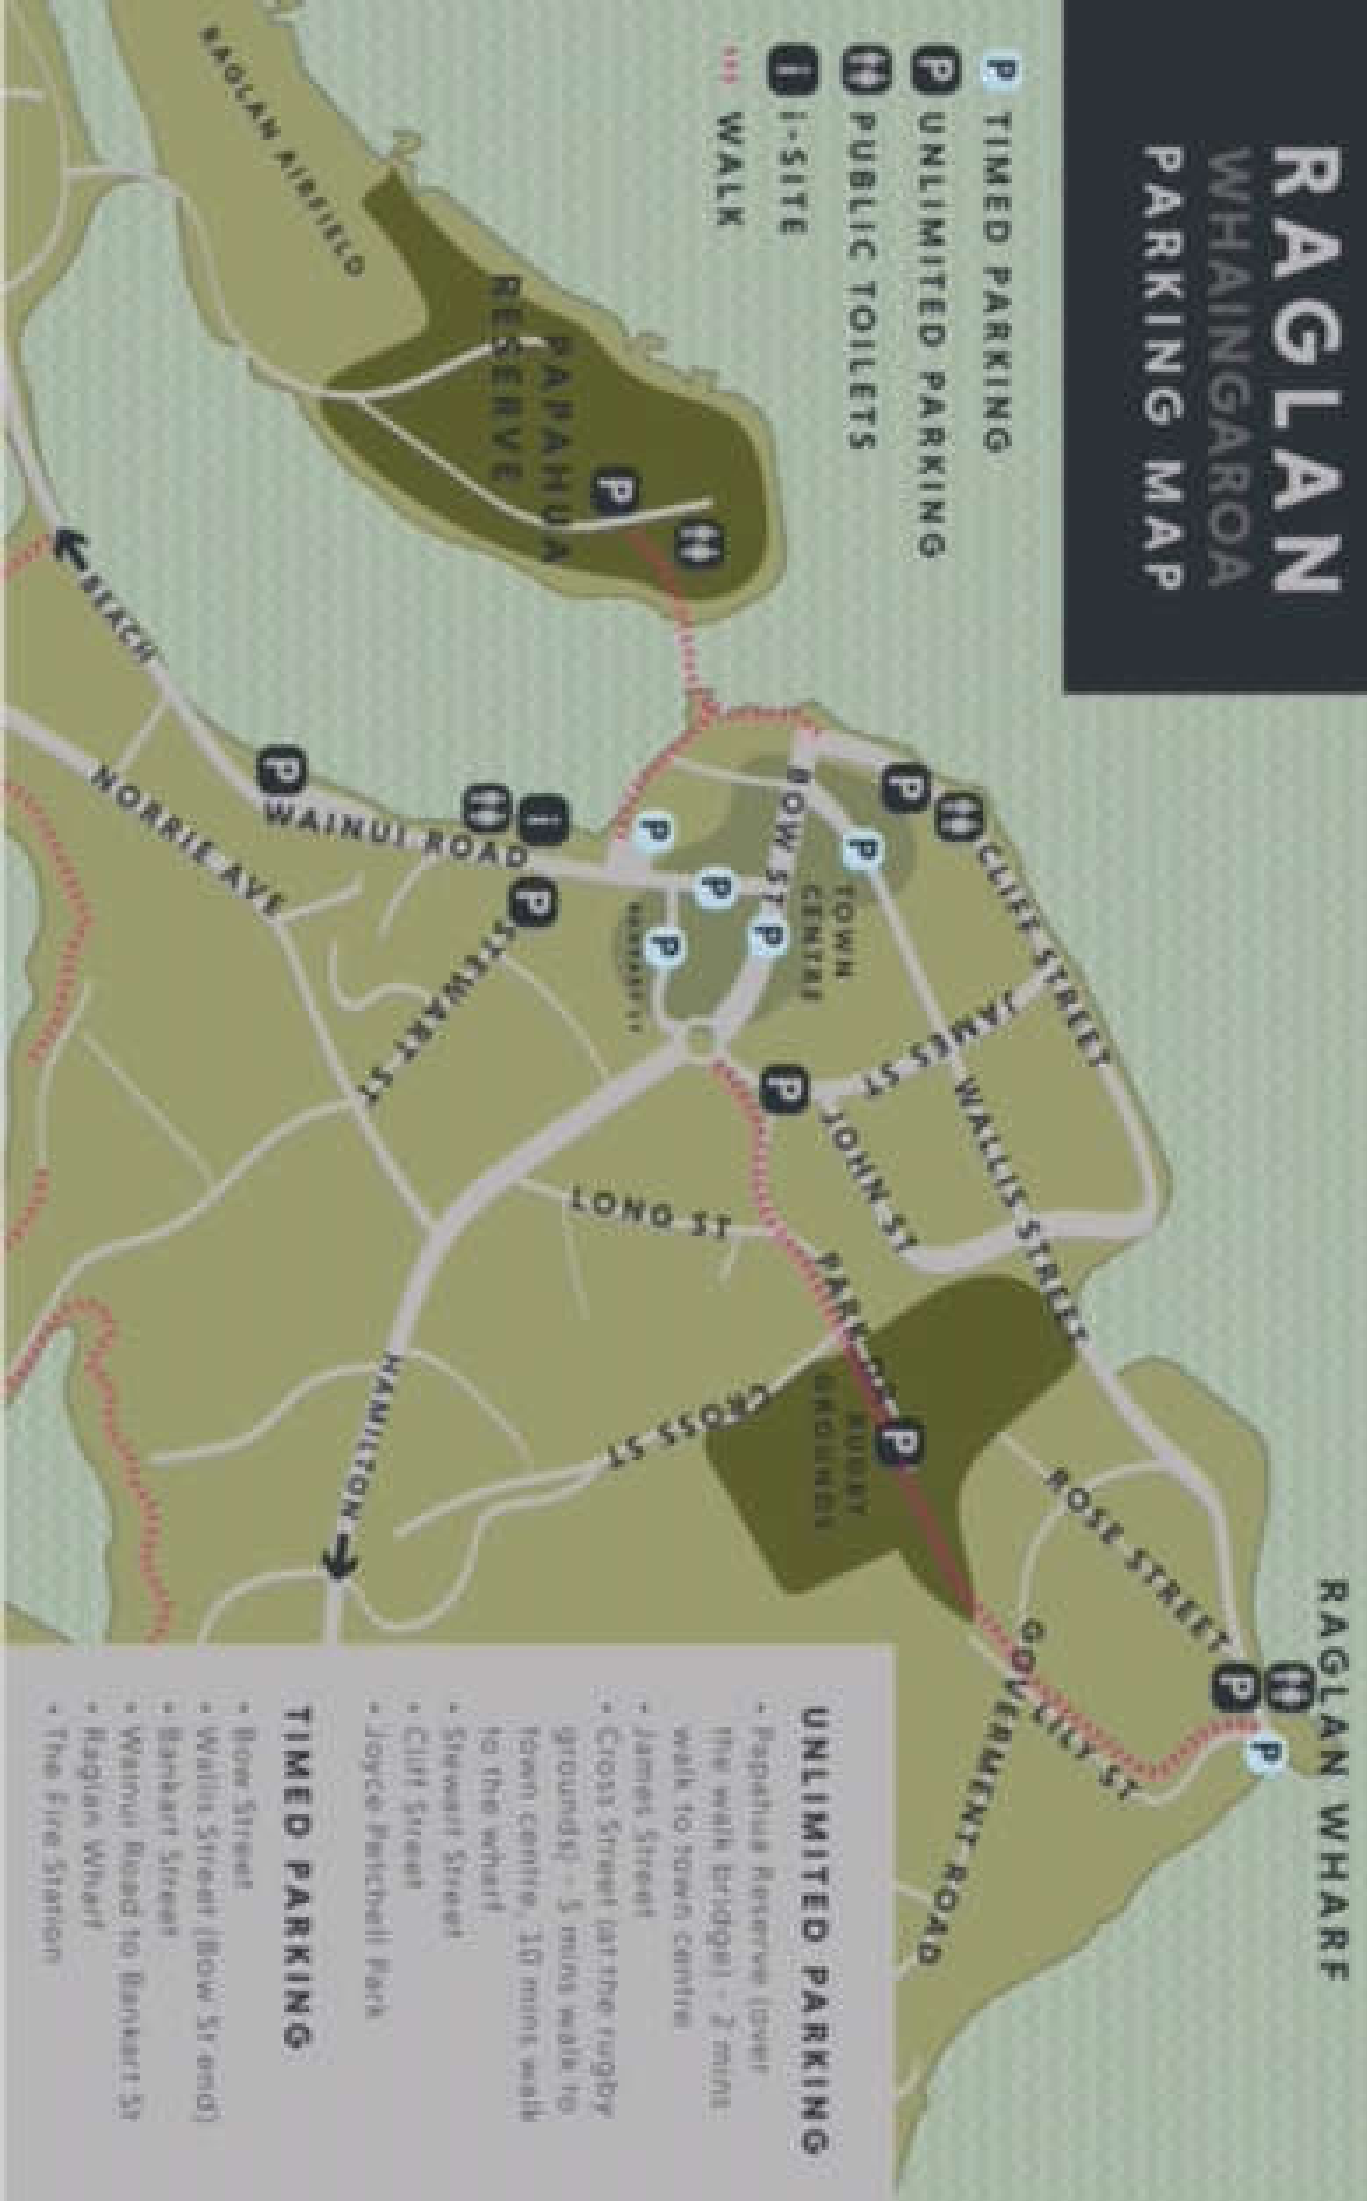 RAGLAN
WHAINGAROA
PARKING MAP
P TIMED PARKING
P UNLIMITED PARKING
PUBLIC TOILETS
i i-SITE
WALK
RAGLAN AIRFIELD
PAPAHUA
RESERVE
P
BEACH
NORRIE AVE
P
WAINUI ROAD
i
P
STEWART ST
P
P
P
P
P
BOW ST
TOWN
CENTRE
BANKART ST
P
CLIFF STREET
JAMES ST
WALLIS STREET
P
JOHN ST
LONG ST
PARK DR
RUGBY
GROUNDS
P
CROSS ST
HAMILTON
ROSE STREET
GOVERMENT ROAD
LILY ST
RAGLAN WHARF
P
P
UNLIMITED PARKING
• Papahua Reserve (over
the walk bridge) - 2 mins
walk to town centre
• James Street
• Cross Street (at the rugby
grounds) - 5 mins walk to
town centre, 10 mins walk
to the wharf
• Stewart Street
• Cliff Street
• Joyce Petchell Park
TIMED PARKING
• Bow Street
• Wallis Street (Bow St end)
• Bankart Street
• Wainui Road to Bankart St
• Raglan Wharf
• The Fire Station